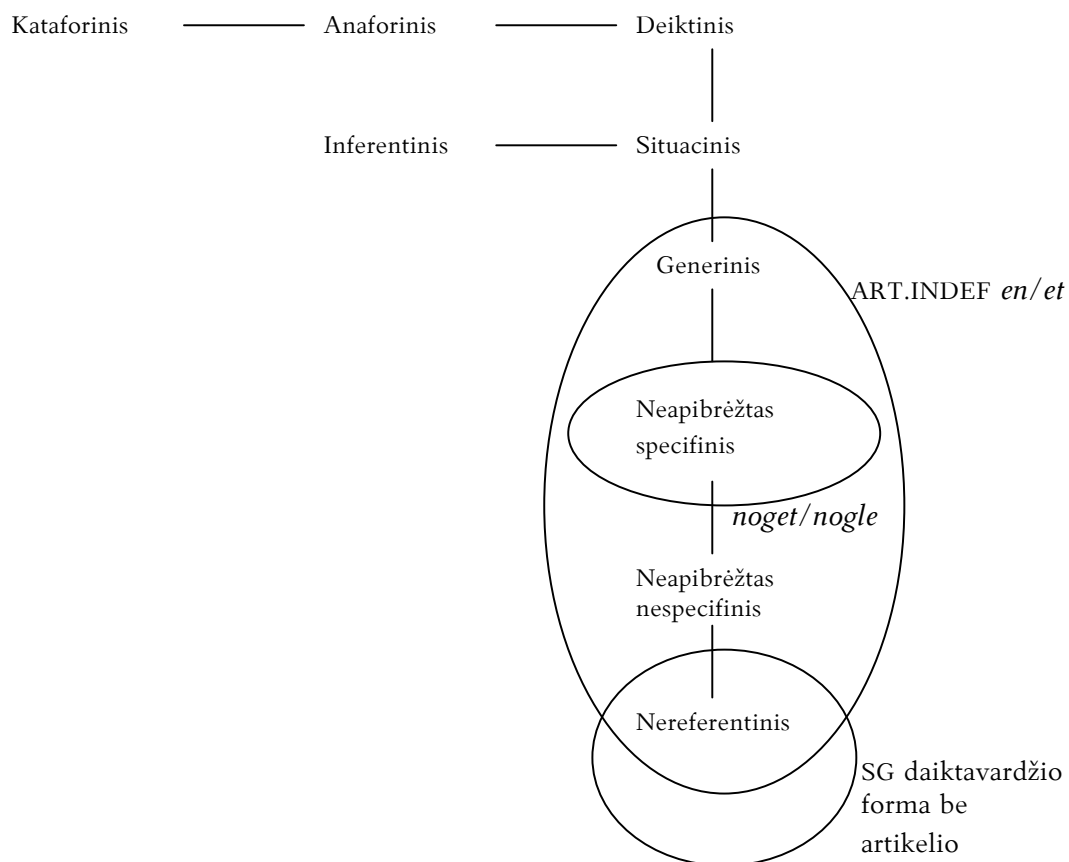 Kataforinis Anaforinis Deiktinis
Inferentinis Situacinis
Generinis
ART.INDEF en/et
Neapibrėžtas
specifinis
noget/nogle
Neapibrėžtas
nespecifinis
Nereferentinis
SG daiktavardžio
forma be
artikelio